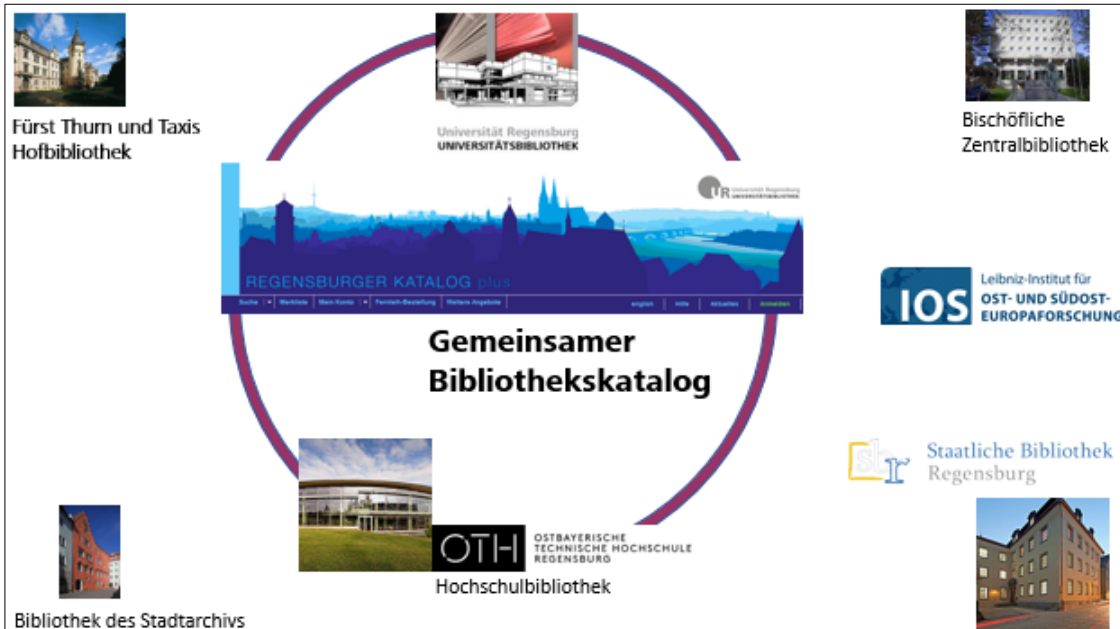 Fürst Thurn und Taxis
Hofbibliothek
Universität Regensburg
UNIVERSITÄTSBIBLIOTHEK
Bischöfliche
Zentralbibliothek
UR Universität Regensburg
UNIVERSITÄTSBIBLIOTHEK
REGENSBURGER KATALOG plus
Suche Merkliste Mein Konto Fernleih-Bestellung Weitere Angebote english Hilfe Aktuelles Anmelden
IOS
Leibniz-Institut für
OST- UND SÜDOST-
EUROPAFORSCHUNG
Gemeinsamer
Bibliothekskatalog
sbr
Staatliche Bibliothek
Regensburg
OTH
OSTBAYERISCHE
TECHNISCHE HOCHSCHULE
REGENSBURG
Hochschulbibliothek
Bibliothek des Stadtarchivs